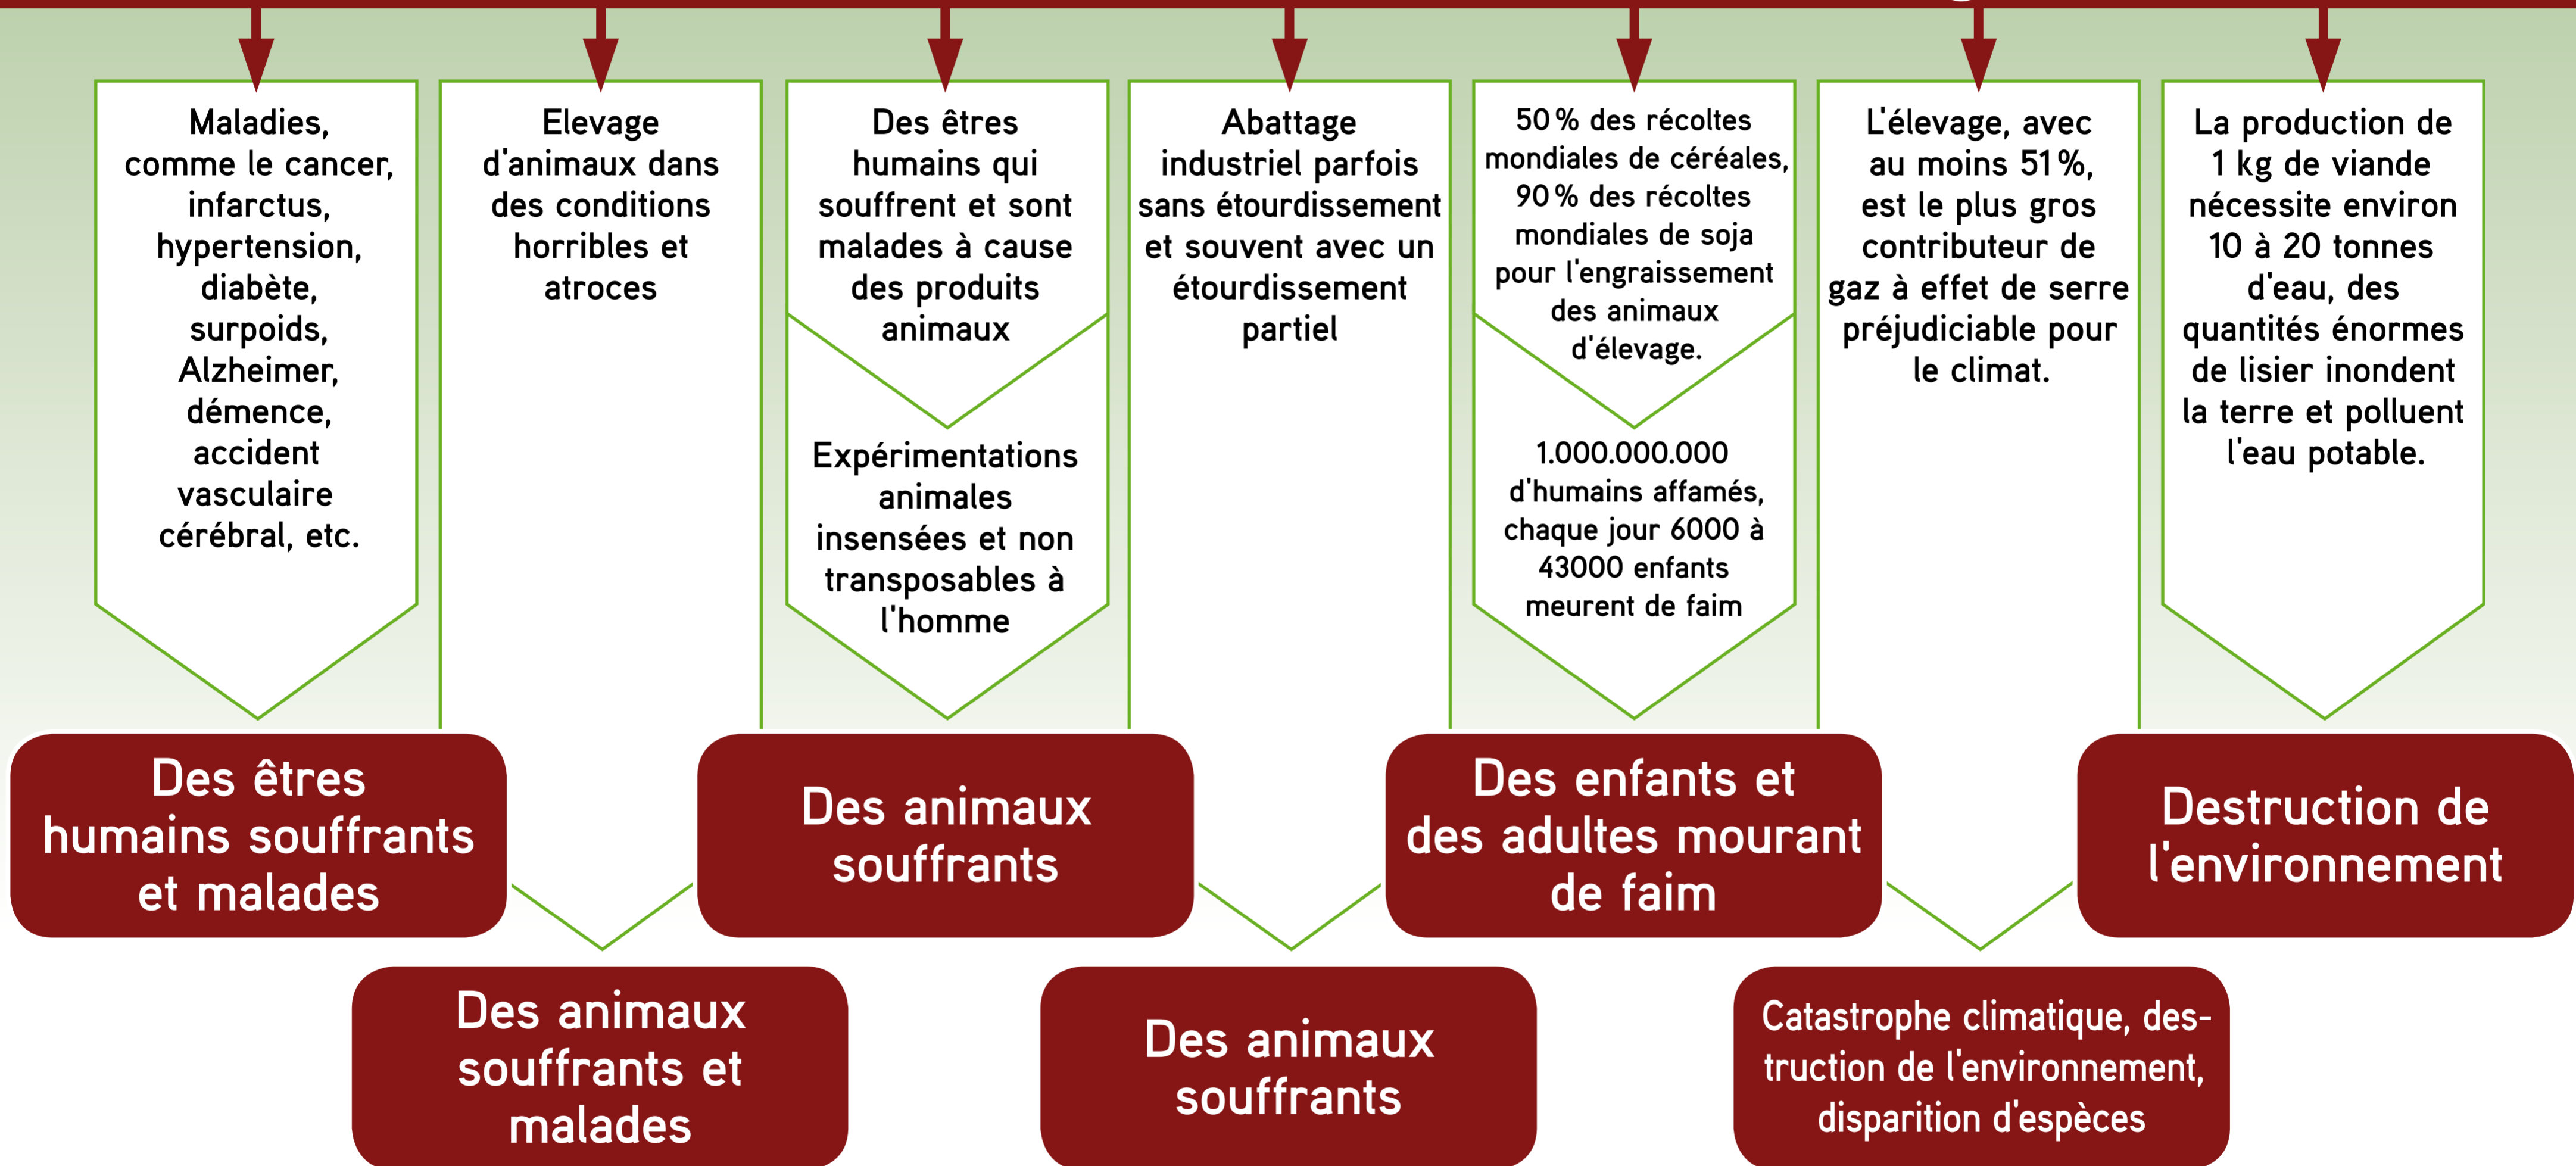 Maladies,
comme le cancer,
infarctus,
hypertension,
diabète,
surpoids,
Alzheimer,
démence,
accident
vasculaire
cérébral, etc.
Elevage
d'animaux dans
des conditions
horribles et
atroces
Des êtres
humains qui
souffrent et sont
malades à cause
des produits
animaux
Expérimentations
animales
insensées et non
transposables à
l'homme
Abattage
industriel parfois
sans étourdissement
et souvent avec un
étourdissement
partiel
50 % des récoltes
mondiales de céréales,
90 % des récoltes
mondiales de soja
pour l'engraissement
des animaux
d'élevage.
1.000.000.000
d'humains affamés,
chaque jour 6000 à
43000 enfants
meurent de faim
L'élevage, avec
au moins 51 %,
est le plus gros
contributeur de
gaz à effet de serre
préjudiciable pour
le climat.
La production de
1 kg de viande
nécessite environ
10 à 20 tonnes
d'eau, des
quantités énormes
de lisier inondent
la terre et polluent
l'eau potable.
Des êtres
humains souffrants
et malades
Des animaux
souffrants
Des enfants et
des adultes mourant
de faim
Destruction de
l'environnement
Des animaux
souffrants et
malades
Des animaux
souffrants
Catastrophe climatique, des-
truction de l'environnement,
disparition d'espèces